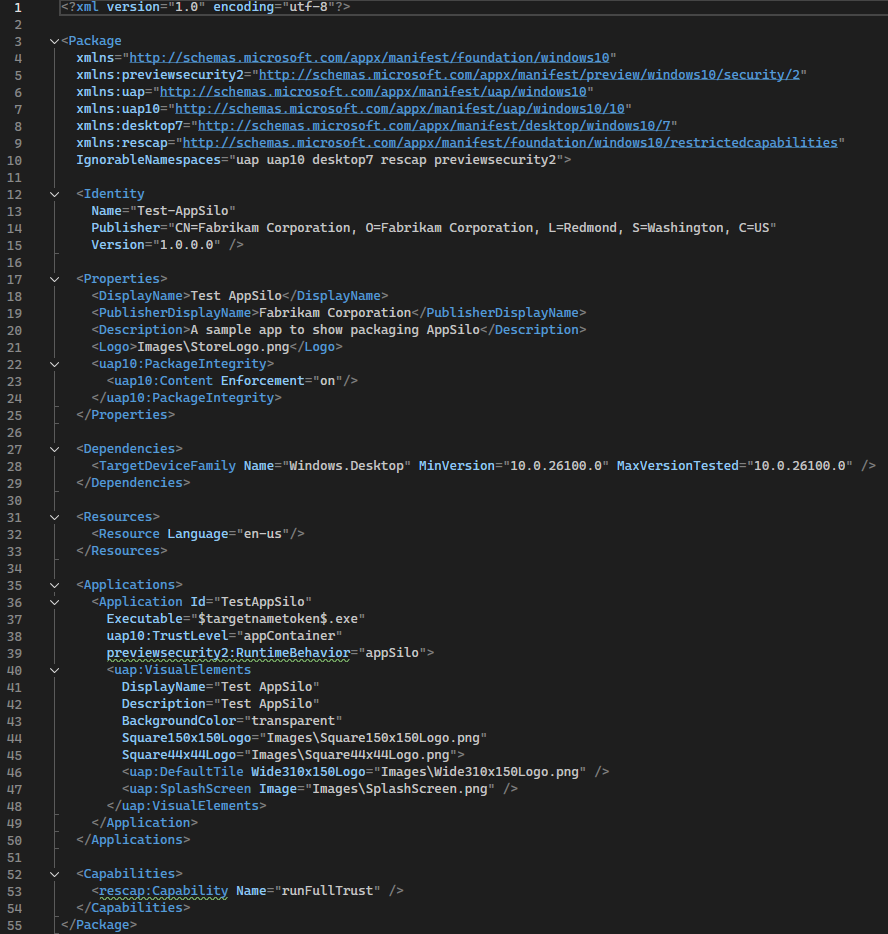 1 <?xml version="1.0" encoding="utf-8"?>
2
3 <Package
4   xmlns="http://schemas.microsoft.com/appx/manifest/foundation/windows10"
5   xmlns:previewsecurity2="http://schemas.microsoft.com/appx/manifest/preview/windows10/security/2"
6   xmlns:uap="http://schemas.microsoft.com/appx/manifest/uap/windows10"
7   xmlns:uap10="http://schemas.microsoft.com/appx/manifest/uap/windows10/10"
8   xmlns:desktop7="http://schemas.microsoft.com/appx/manifest/desktop/windows10/7"
9   xmlns:rescap="http://schemas.microsoft.com/appx/manifest/foundation/windows10/restrictedcapabilities"
10   IgnorableNamespaces="uap uap10 desktop7 rescap previewsecurity2">
11
12   <Identity
13     Name="Test-AppSilo"
14     Publisher="CN=Fabrikam Corporation, O=Fabrikam Corporation, L=Redmond, S=Washington, C=US"
15     Version="1.0.0.0" />
16
17   <Properties>
18     <DisplayName>Test AppSilo</DisplayName>
19     <PublisherDisplayName>Fabrikam Corporation</PublisherDisplayName>
20     <Description>A sample app to show packaging AppSilo</Description>
21     <Logo>Images\StoreLogo.png</Logo>
22     <uap10:PackageIntegrity>
23       <uap10:Content Enforcement="on"/>
24     </uap10:PackageIntegrity>
25   </Properties>
26
27   <Dependencies>
28     <TargetDeviceFamily Name="Windows.Desktop" MinVersion="10.0.26100.0" MaxVersionTested="10.0.26100.0" />
29   </Dependencies>
30
31   <Resources>
32     <Resource Language="en-us"/>
33   </Resources>
34
35   <Applications>
36     <Application Id="TestAppSilo"
37       Executable="$targetnametoken$.exe"
38       uap10:TrustLevel="appContainer"
39       previewsecurity2:RuntimeBehavior="appSilo">
40       <uap:VisualElements
41         DisplayName="Test AppSilo"
42         Description="Test AppSilo"
43         BackgroundColor="transparent"
44         Square150x150Logo="Images\Square150x150Logo.png"
45         Square44x44Logo="Images\Square44x44Logo.png">
46         <uap:DefaultTile Wide310x150Logo="Images\Wide310x150Logo.png" />
47         <uap:SplashScreen Image="Images\SplashScreen.png" />
48       </uap:VisualElements>
49     </Application>
50   </Applications>
51
52   <Capabilities>
53     <rescap:Capability Name="runFullTrust" />
54   </Capabilities>
55 </Package>